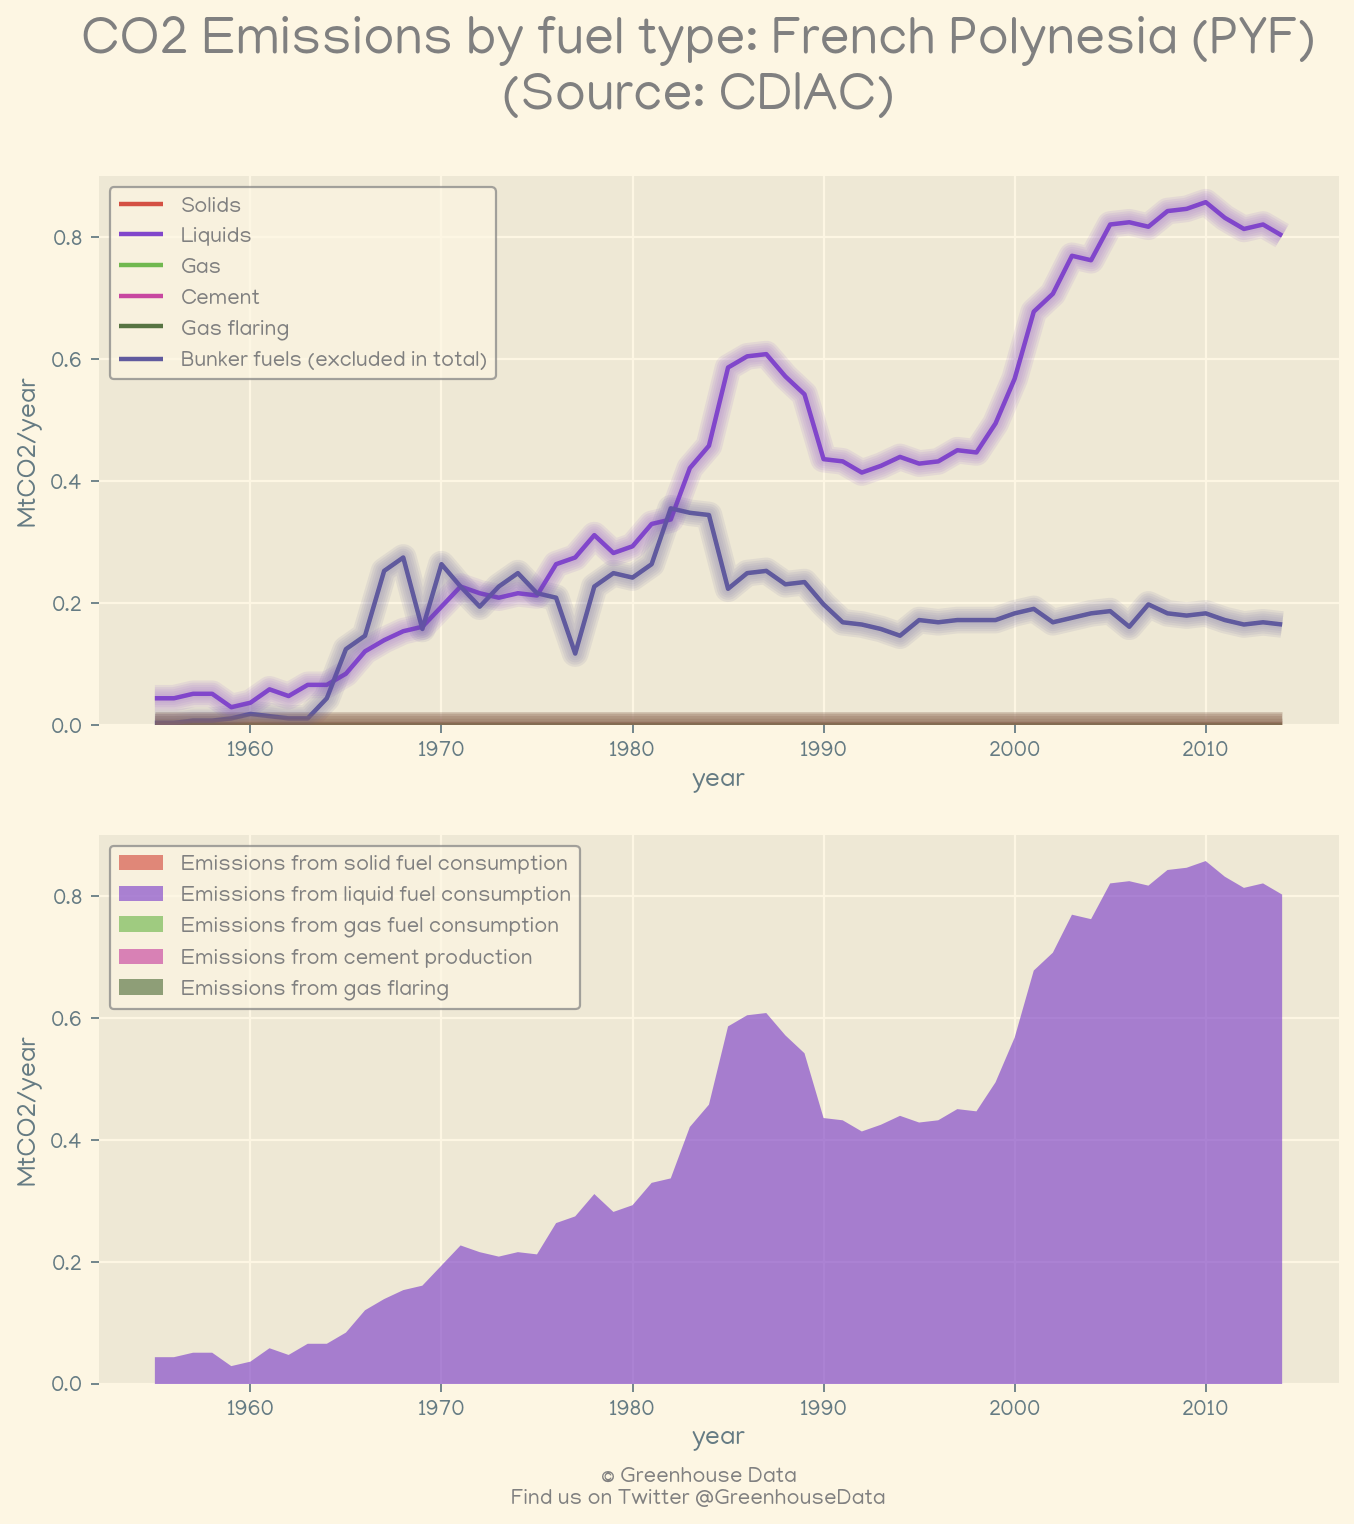 CO2 Emissions by fuel type: French Polynesia (PYF)
(Source: CDIAC)
Solids
Liquids
Gas
Cement
Gas flaring
Bunker fuels (excluded in total)
MtCO2/year
0.8
0.6
0.4
0.2
0.0
1960 1970 1980 1990 2000 2010
year
Emissions from solid fuel consumption
Emissions from liquid fuel consumption
Emissions from gas fuel consumption
Emissions from cement production
Emissions from gas flaring
MtCO2/year
0.8
0.6
0.4
0.2
0.0
1960 1970 1980 1990 2000 2010
year
© Greenhouse Data
Find us on Twitter @GreenhouseData